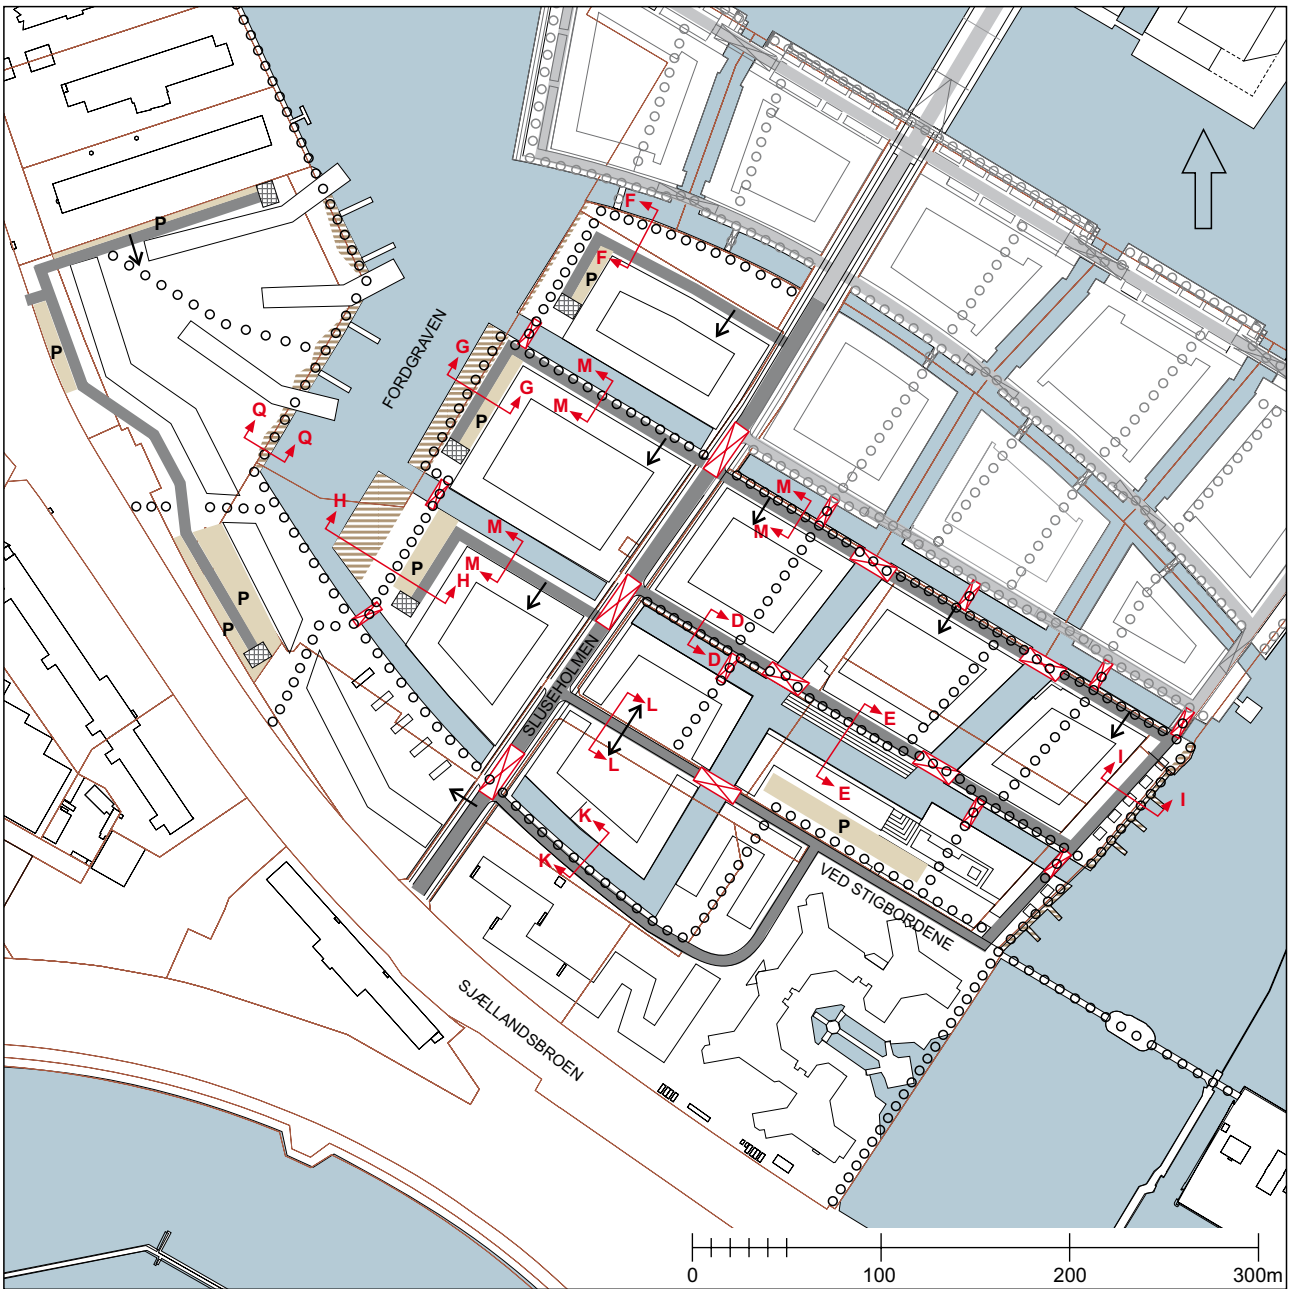 F
P
F
P
FORDGRAVEN
G
M
G
M
P
P
Q
Q
H
M
M
M
M
P
H
P
P
D
D
SLUSEHOLMEN
L
L
E
E
I
I
K
K
P
VED STIGBORDENE
SJÆLLANDSBROEN
0 100 200 300m